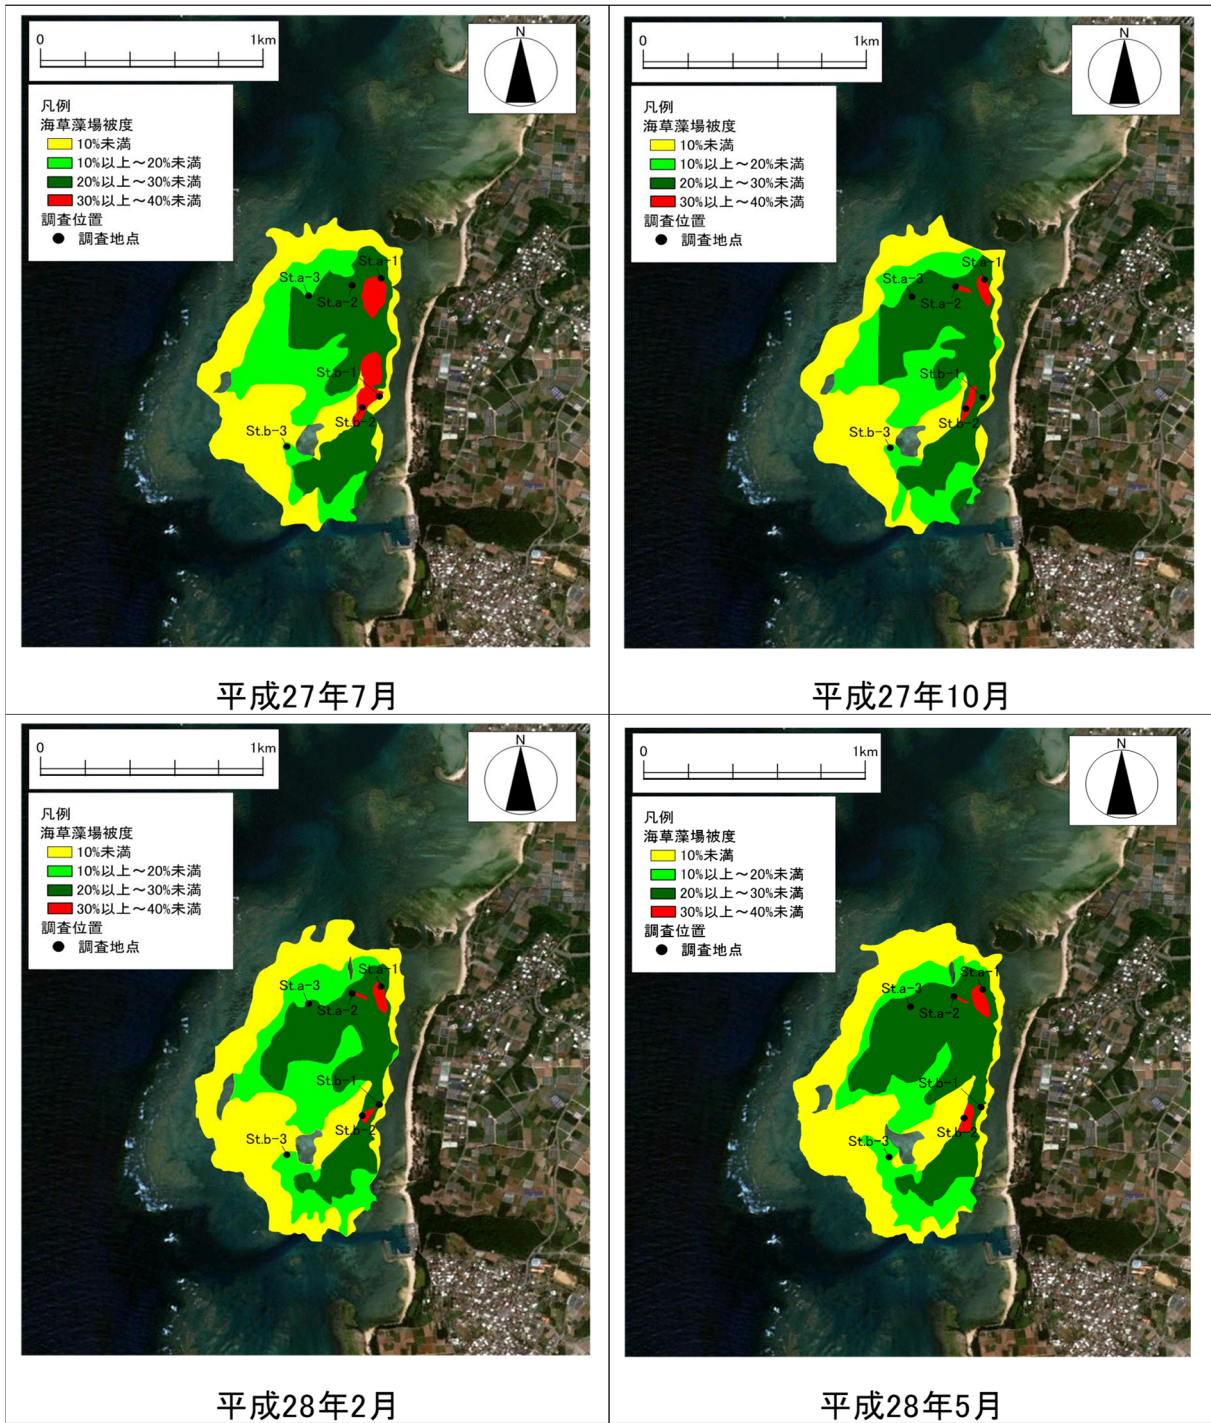 0 1km
N
凡例
海草藻場被度
10%未満
10%以上～20%未満
20%以上～30%未満
30%以上～40%未満
調査位置
調査地点
St.a-1
St.a-3
St.a-2
St.b-1
St.b-2
St.b-3
平成27年7月
0 1km
N
凡例
海草藻場被度
10%未満
10%以上～20%未満
20%以上～30%未満
30%以上～40%未満
調査位置
調査地点
St.a-1
St.a-3
St.a-2
St.b-1
St.b-2
St.b-3
平成27年10月
0 1km
N
凡例
海草藻場被度
10%未満
10%以上～20%未満
20%以上～30%未満
30%以上～40%未満
調査位置
調査地点
St.a-1
St.a-3
St.a-2
St.b-1
St.b-2
St.b-3
平成28年2月
0 1km
N
凡例
海草藻場被度
10%未満
10%以上～20%未満
20%以上～30%未満
30%以上～40%未満
調査位置
調査地点
St.a-1
St.a-3
St.a-2
St.b-1
St.b-2
St.b-3
平成28年5月